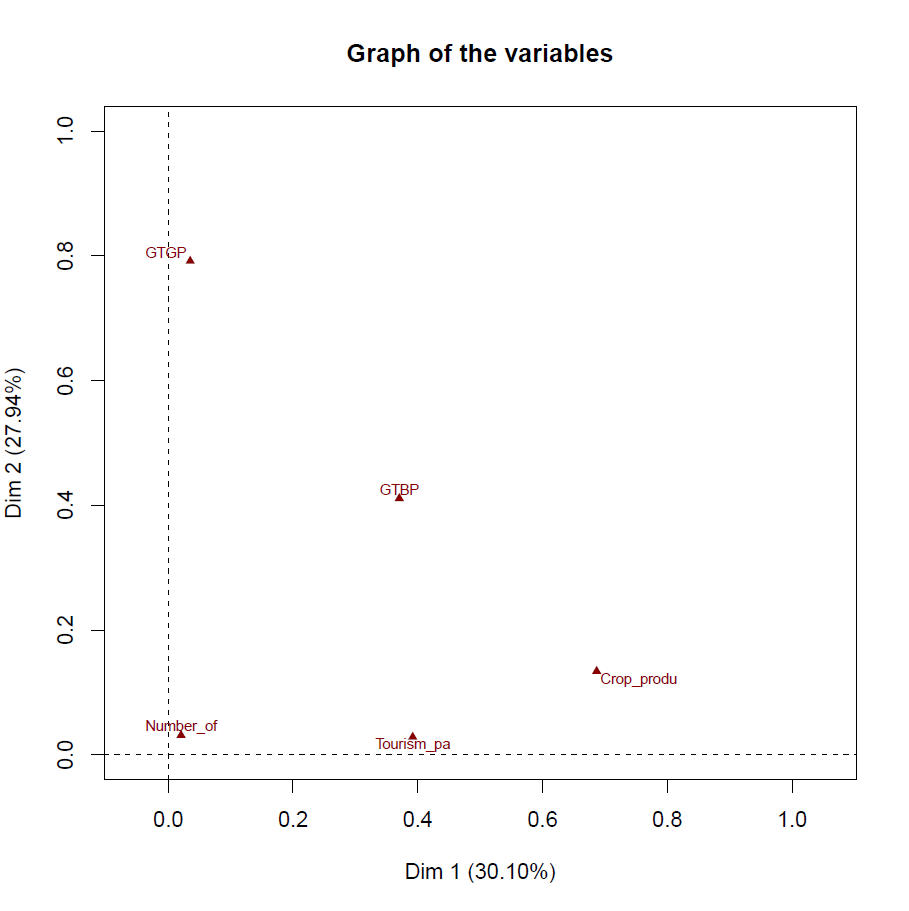 Graph of the variables
1.0
0.8
0.6
0.4
0.2
0.0
Dim 2 (27.94%)
GTGP
GTBP
Crop_produ
Number_of
Tourism_pa
0.0 0.2 0.4 0.6 0.8 1.0
Dim 1 (30.10%)